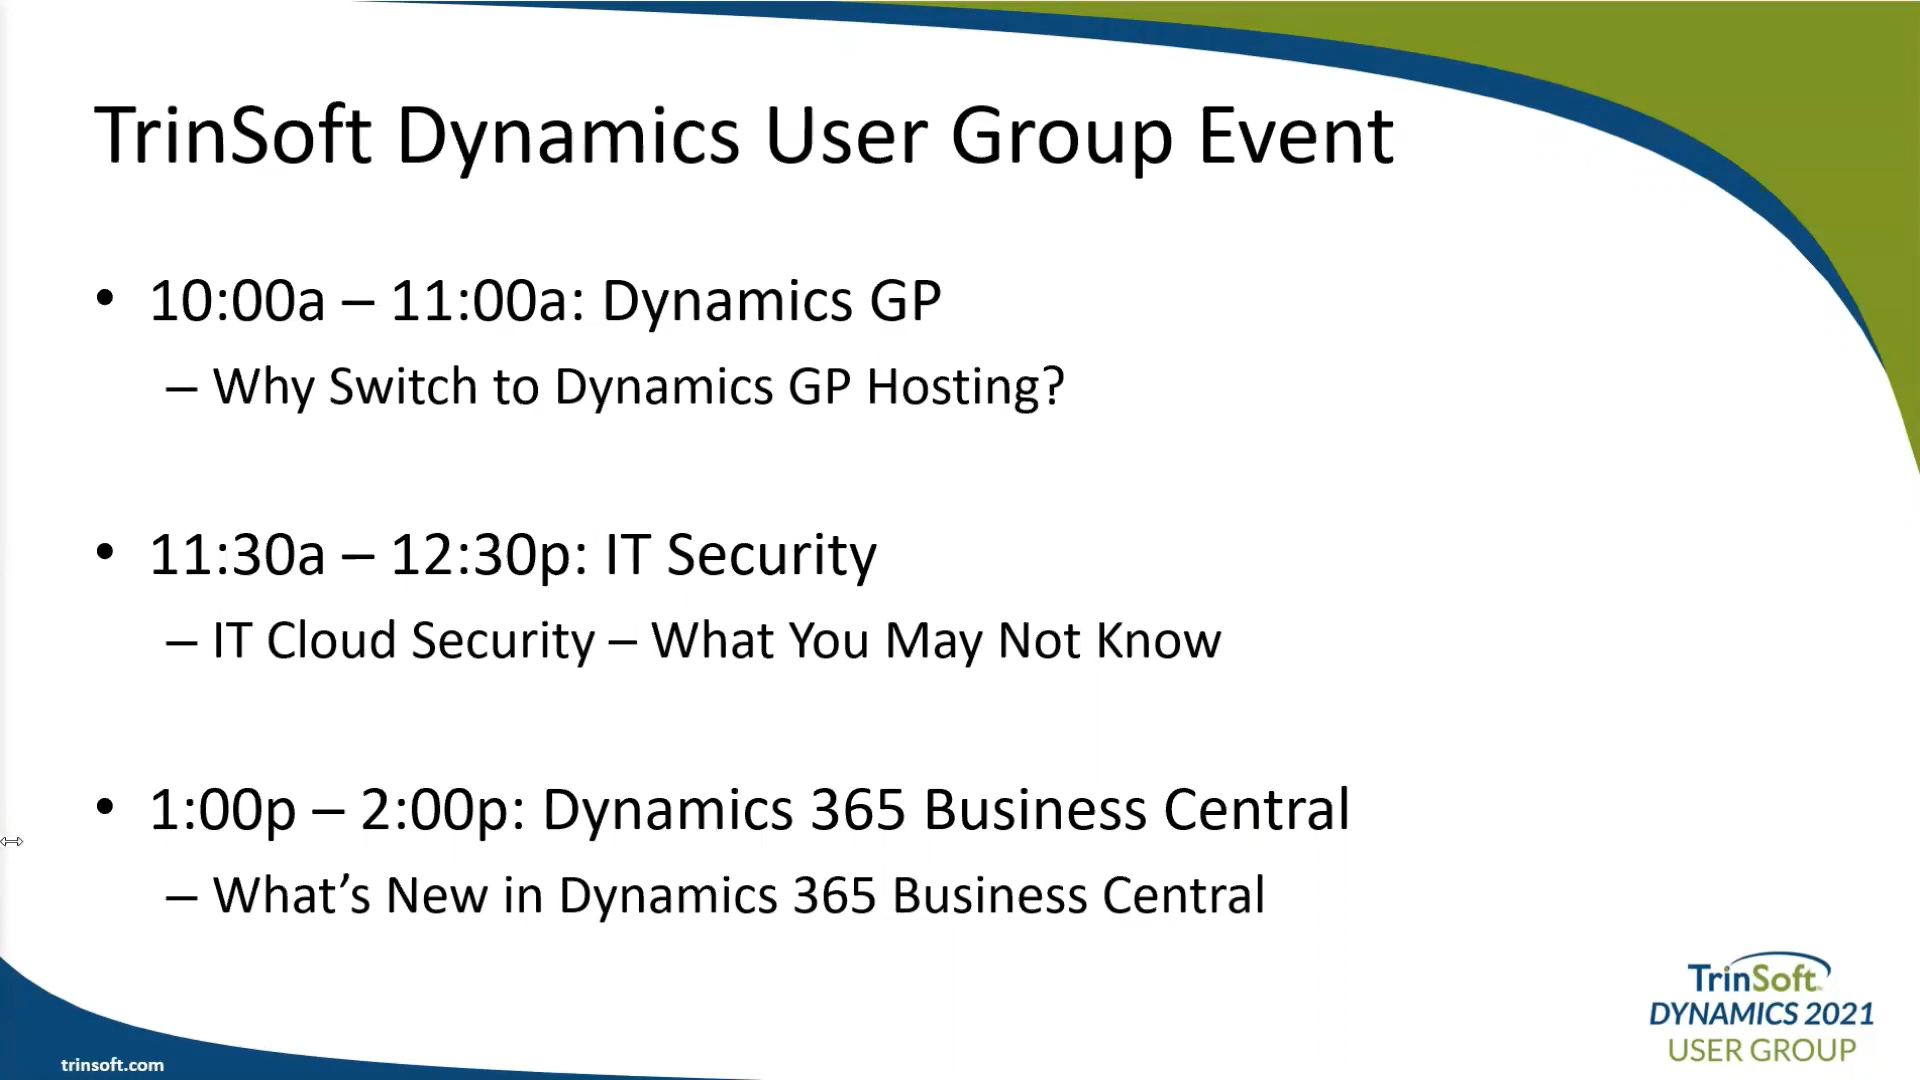 TrinSoft Dynamics User Group Event
• 10:00a – 11:00a: Dynamics GP
– Why Switch to Dynamics GP Hosting?
• 11:30a – 12:30p: IT Security
– IT Cloud Security – What You May Not Know
• 1:00p – 2:00p: Dynamics 365 Business Central
– What’s New in Dynamics 365 Business Central
trinsoft.com
TrinSoft
DYNAMICS 2021
USER GROUP